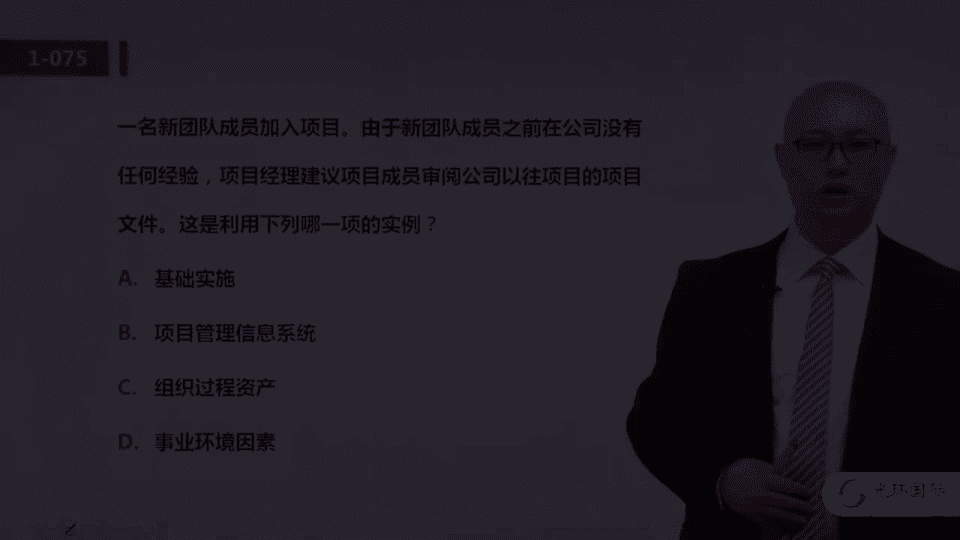 1-075
一名新团队成员加入项目。由于新团队成员之前在公司没有
任何经验，项目经理建议项目成员审阅公司以往项目的项目
文件。这是利用下列哪一项的实例？
A. 基础实施
B. 项目管理信息系统
C. 组织过程资产
D. 事业环境因素
光环国际